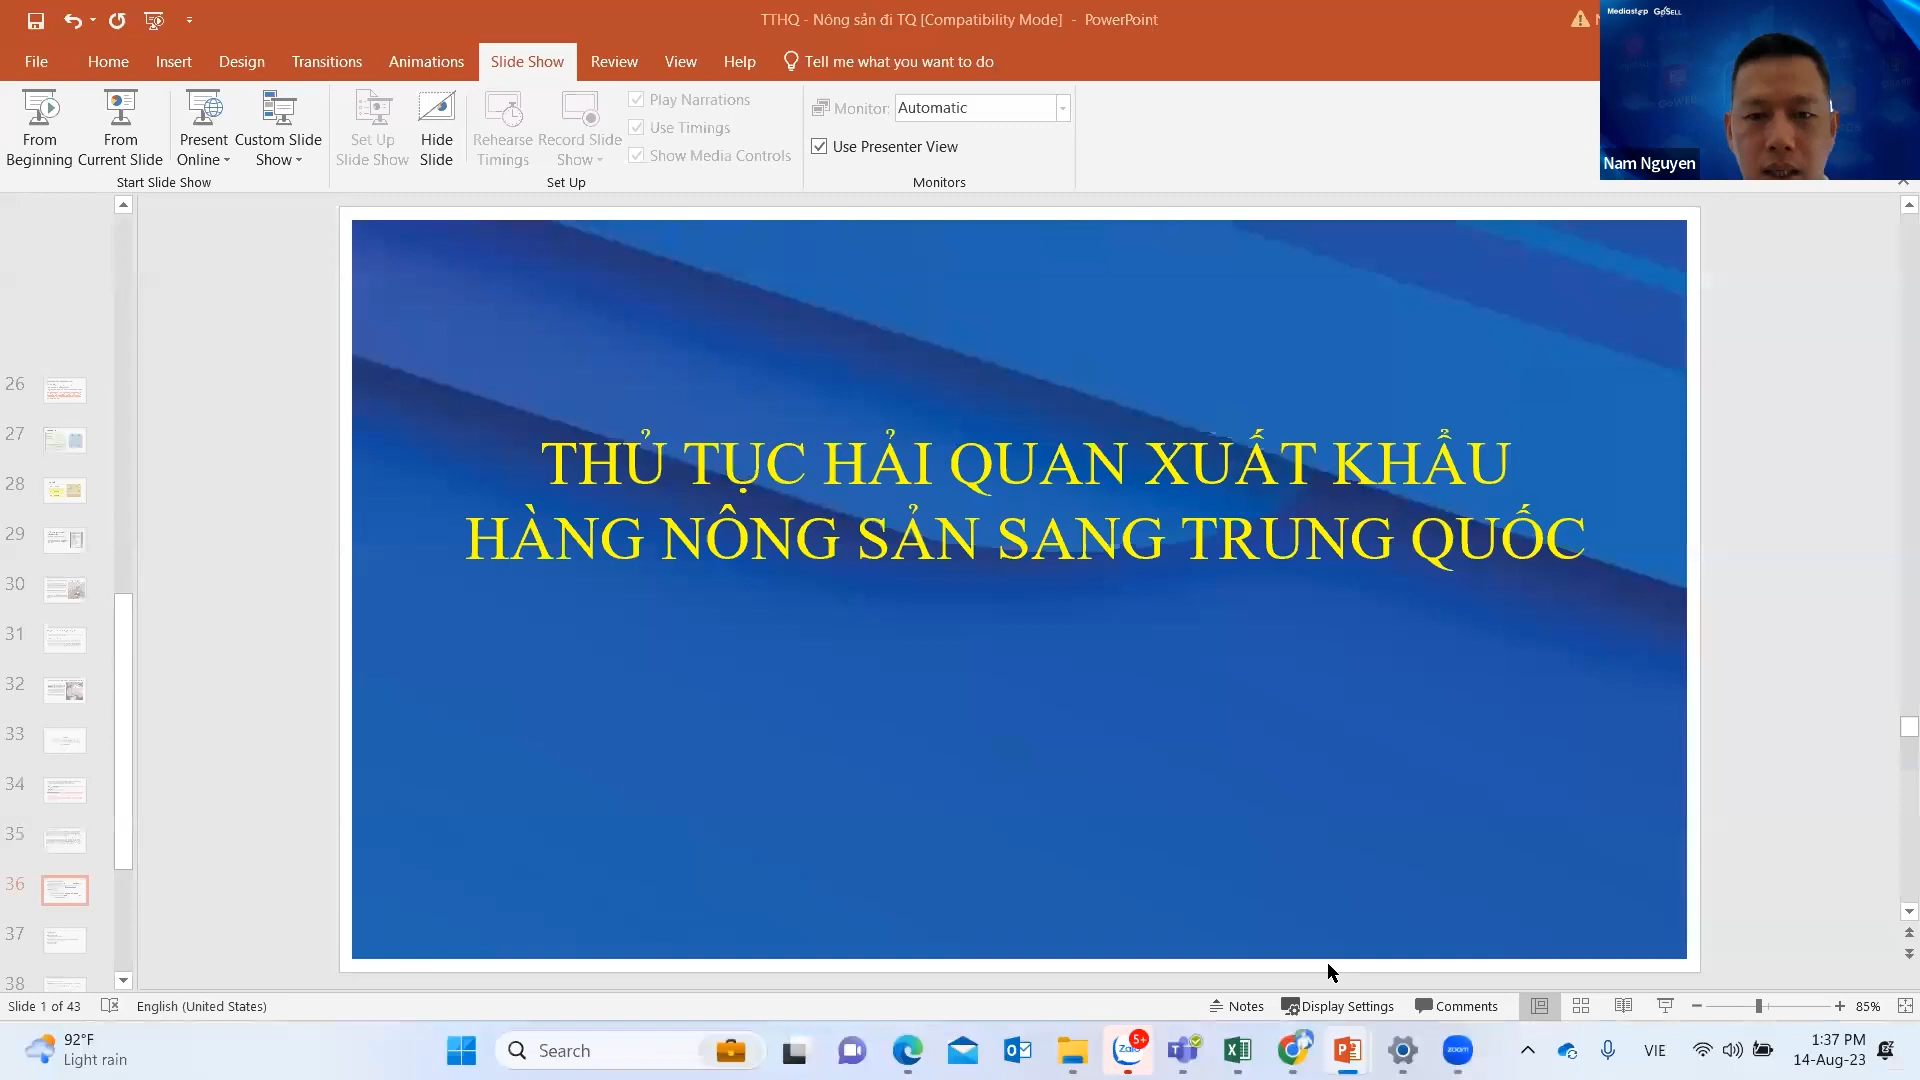 TTHQ - Nông sản đi TQ [Compatibility Mode] - PowerPoint
Mediastep GoSELL
File Home Insert Design Transitions Animations Slide Show Review View Help Tell me what you want to do
From Beginning
From Current Slide
Present Online
Custom Slide Show
Start Slide Show
Set Up Slide Show
Hide Slide
Rehearse Timings
Record Slide Show
Play Narrations
Use Timings
Show Media Controls
Set Up
Monitor: Automatic
Use Presenter View
Monitors
Nam Nguyen
26
27
28
29
30
31
32
33
34
35
36
37
38
THỦ TỤC HẢI QUAN XUẤT KHẨU
HÀNG NÔNG SẢN SANG TRUNG QUỐC
Slide 1 of 43 English (United States) Notes Display Settings Comments 85%
92°F
Light rain
Search
Zalo
5+
zoom
VIE
1:37 PM
14-Aug-23